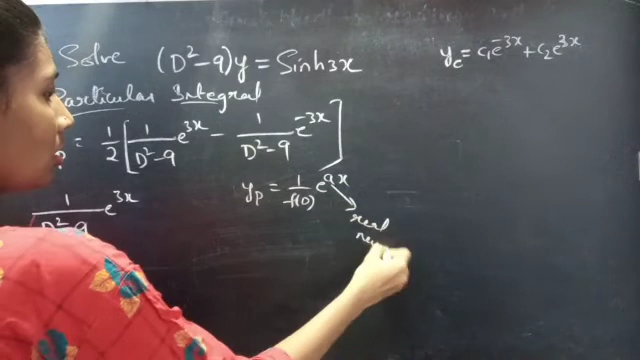 Solve (D²-9)y = Sinh3x
y_c = c₁e^-3x + c₂e^3x
Particular Integral
= 1/2 [ 1/(D²-9) e^3x - 1/(D²-9) e^-3x ]
y_p = 1/f(D) e^ax
1/(D²-9) e^3x
real